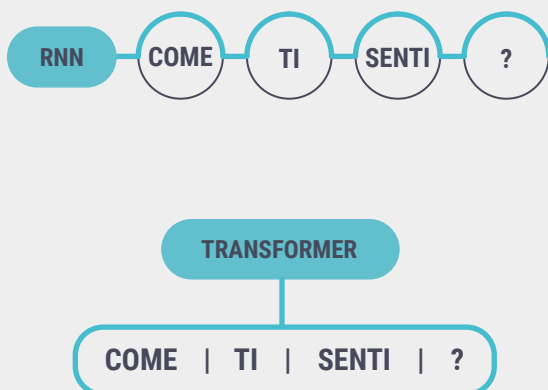 RNN COME TI SENTI ?
TRANSFORMER
COME | TI | SENTI | ?